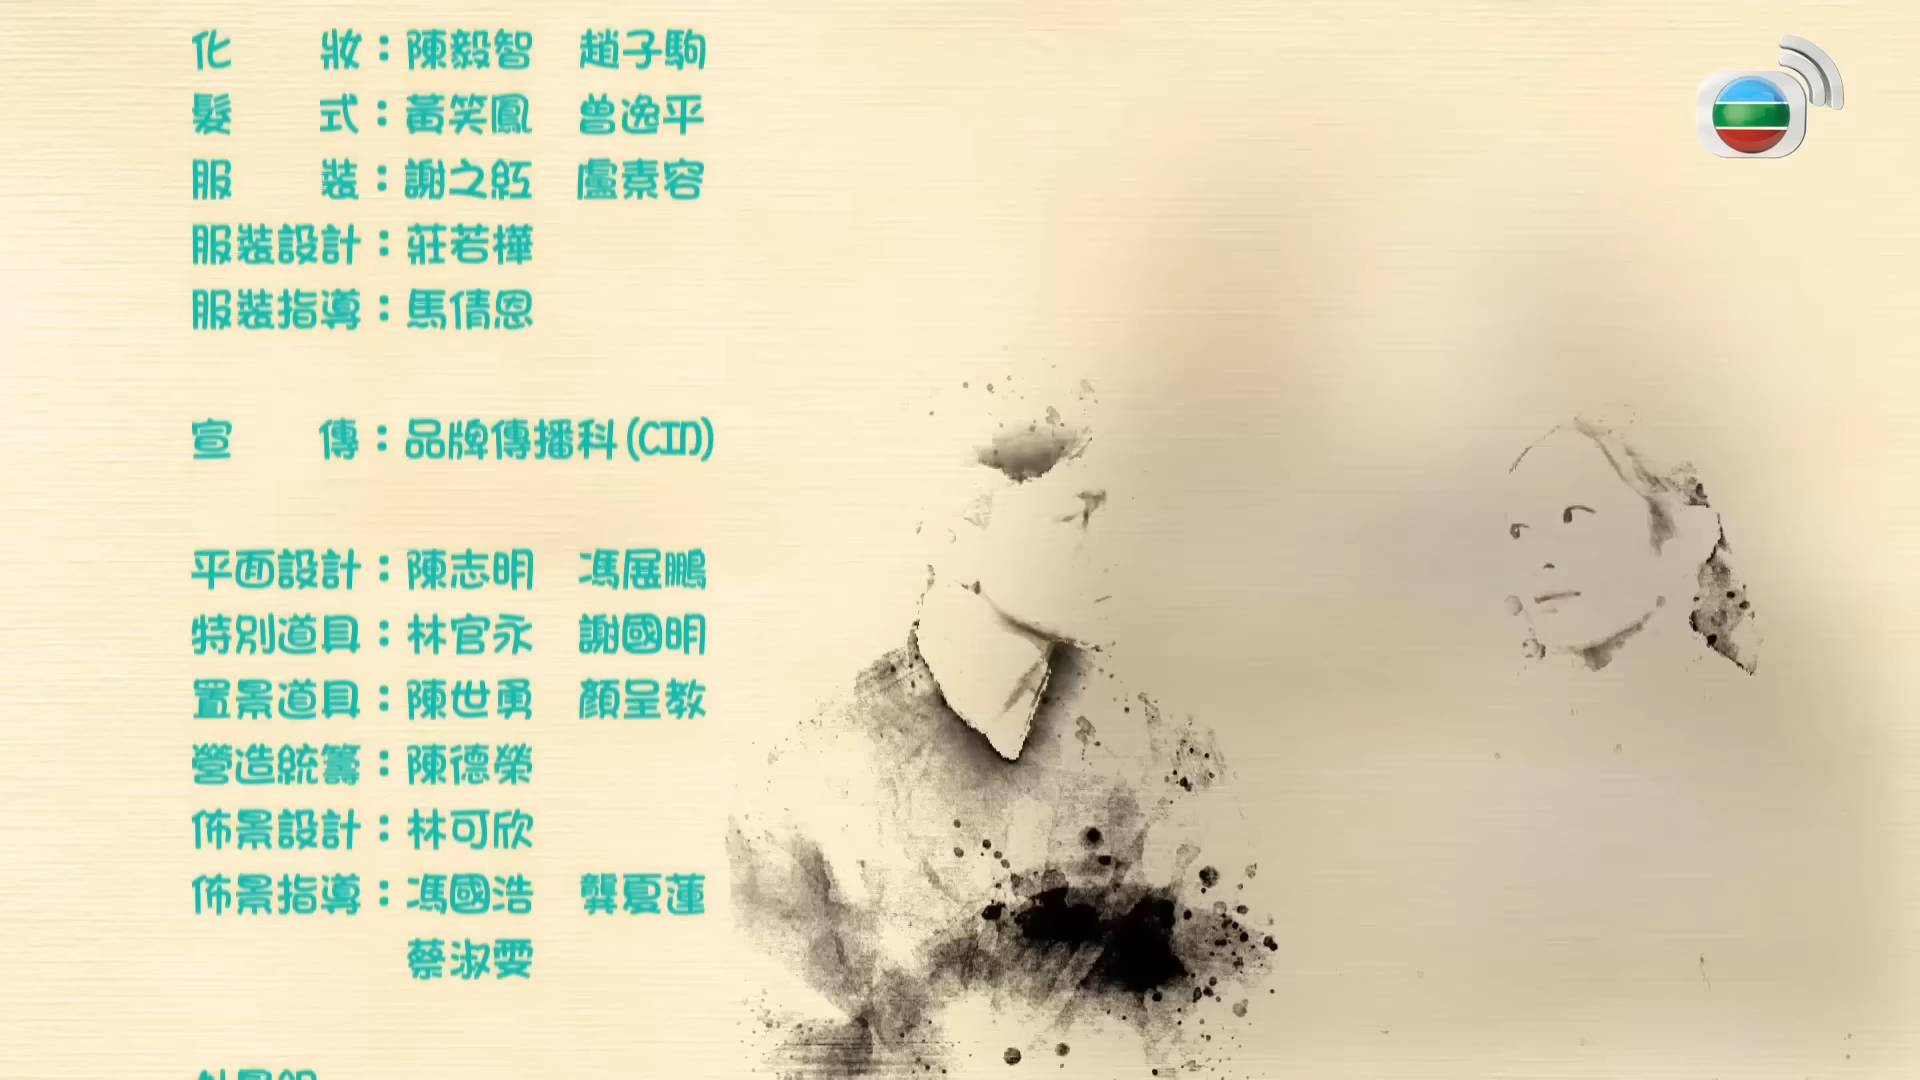 化　　妝：陳毅智　趙子駒
髮　　式：黃笑鳳　曾逸平
服　　裝：謝之紅　盧素容
服裝設計：莊若樺
服裝指導：馬倩恩
宣　　傳：品牌傳播科(CID)
平面設計：陳志明　馮展鵬
特別道具：林官永　謝國明
置景道具：陳世勇　顏呈教
營造統籌：陳德榮
佈景設計：林可欣
佈景指導：馮國浩　龔夏蓮
蔡淑雯